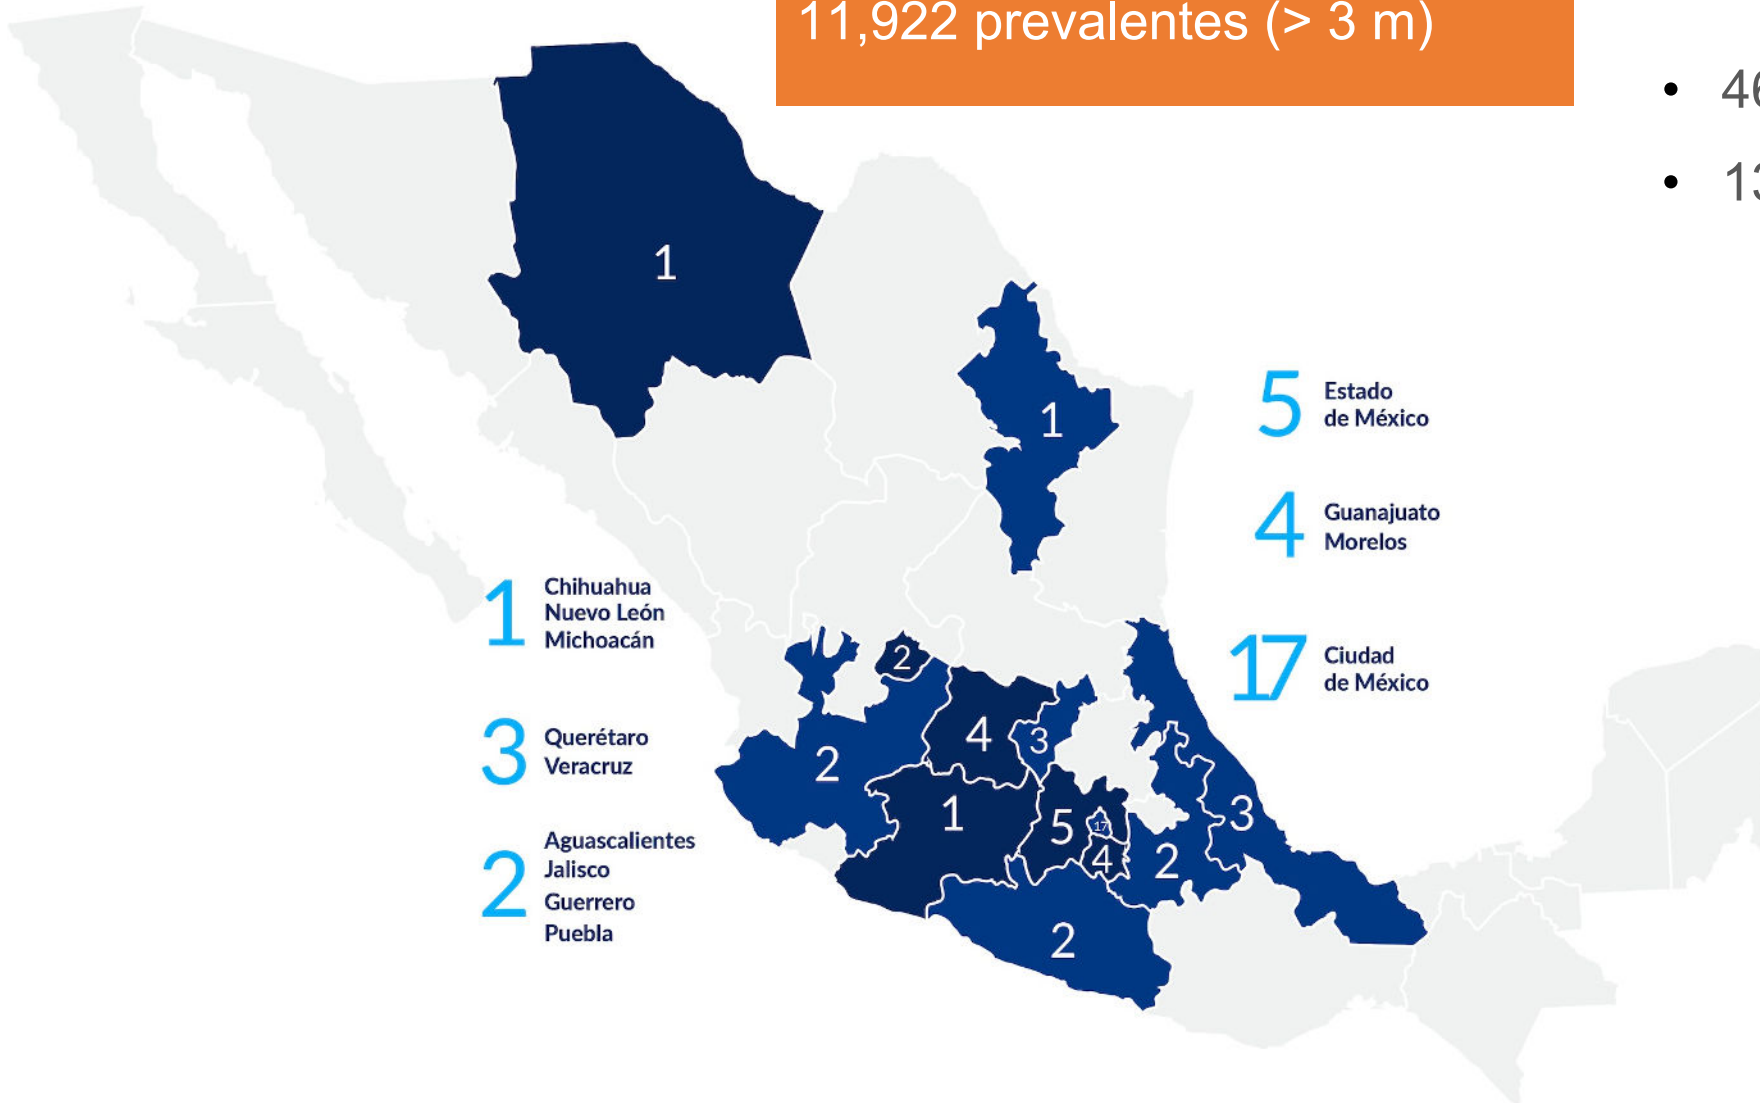 11,922 prevalentes (> 3 m)
• 46
• 13
1
1
5 Estado
de México
4 Guanajuato
Morelos
17 Ciudad
de México
1 Chihuahua
Nuevo León
Michoacán
3 Querétaro
Veracruz
2 Aguascalientes
Jalisco
Guerrero
Puebla
2
4
3
2
1
5
17
4
2
3
2